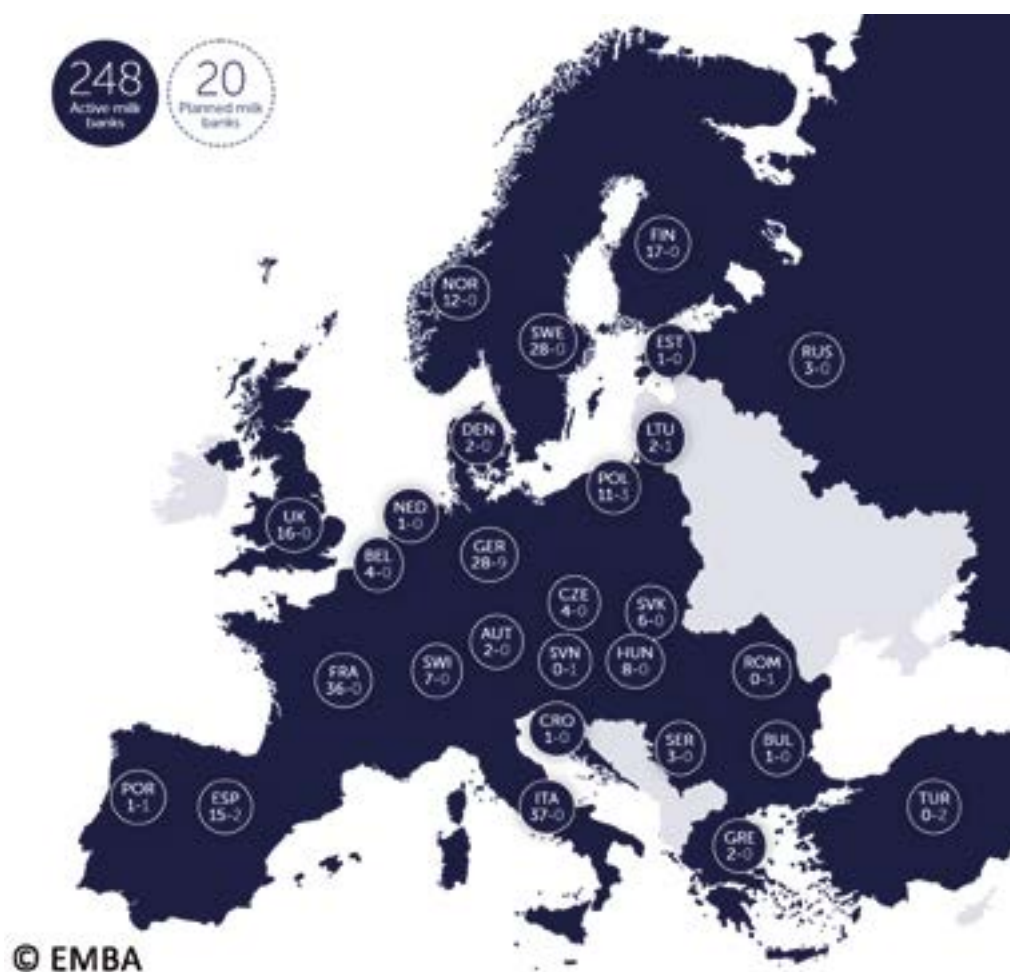 248
Active milk
banks
20
Planned milk
banks
FIN
17-0
NOR
12-0
SWE
28-0
EST
1-0
RUS
3-0
DEN
2-0
LTU
2-1
POL
11-3
NED
1-0
UK
16-0
BEL
4-0
GER
28-9
CZE
4-0
SVK
6-0
AUT
2-0
SVN
0-1
HUN
8-0
FRA
36-0
SWI
7-0
ROM
0-1
CRO
1-0
SER
3-0
BUL
1-0
POR
1-1
ESP
15-2
ITA
37-0
TUR
0-2
GRE
2-0
© EMBA